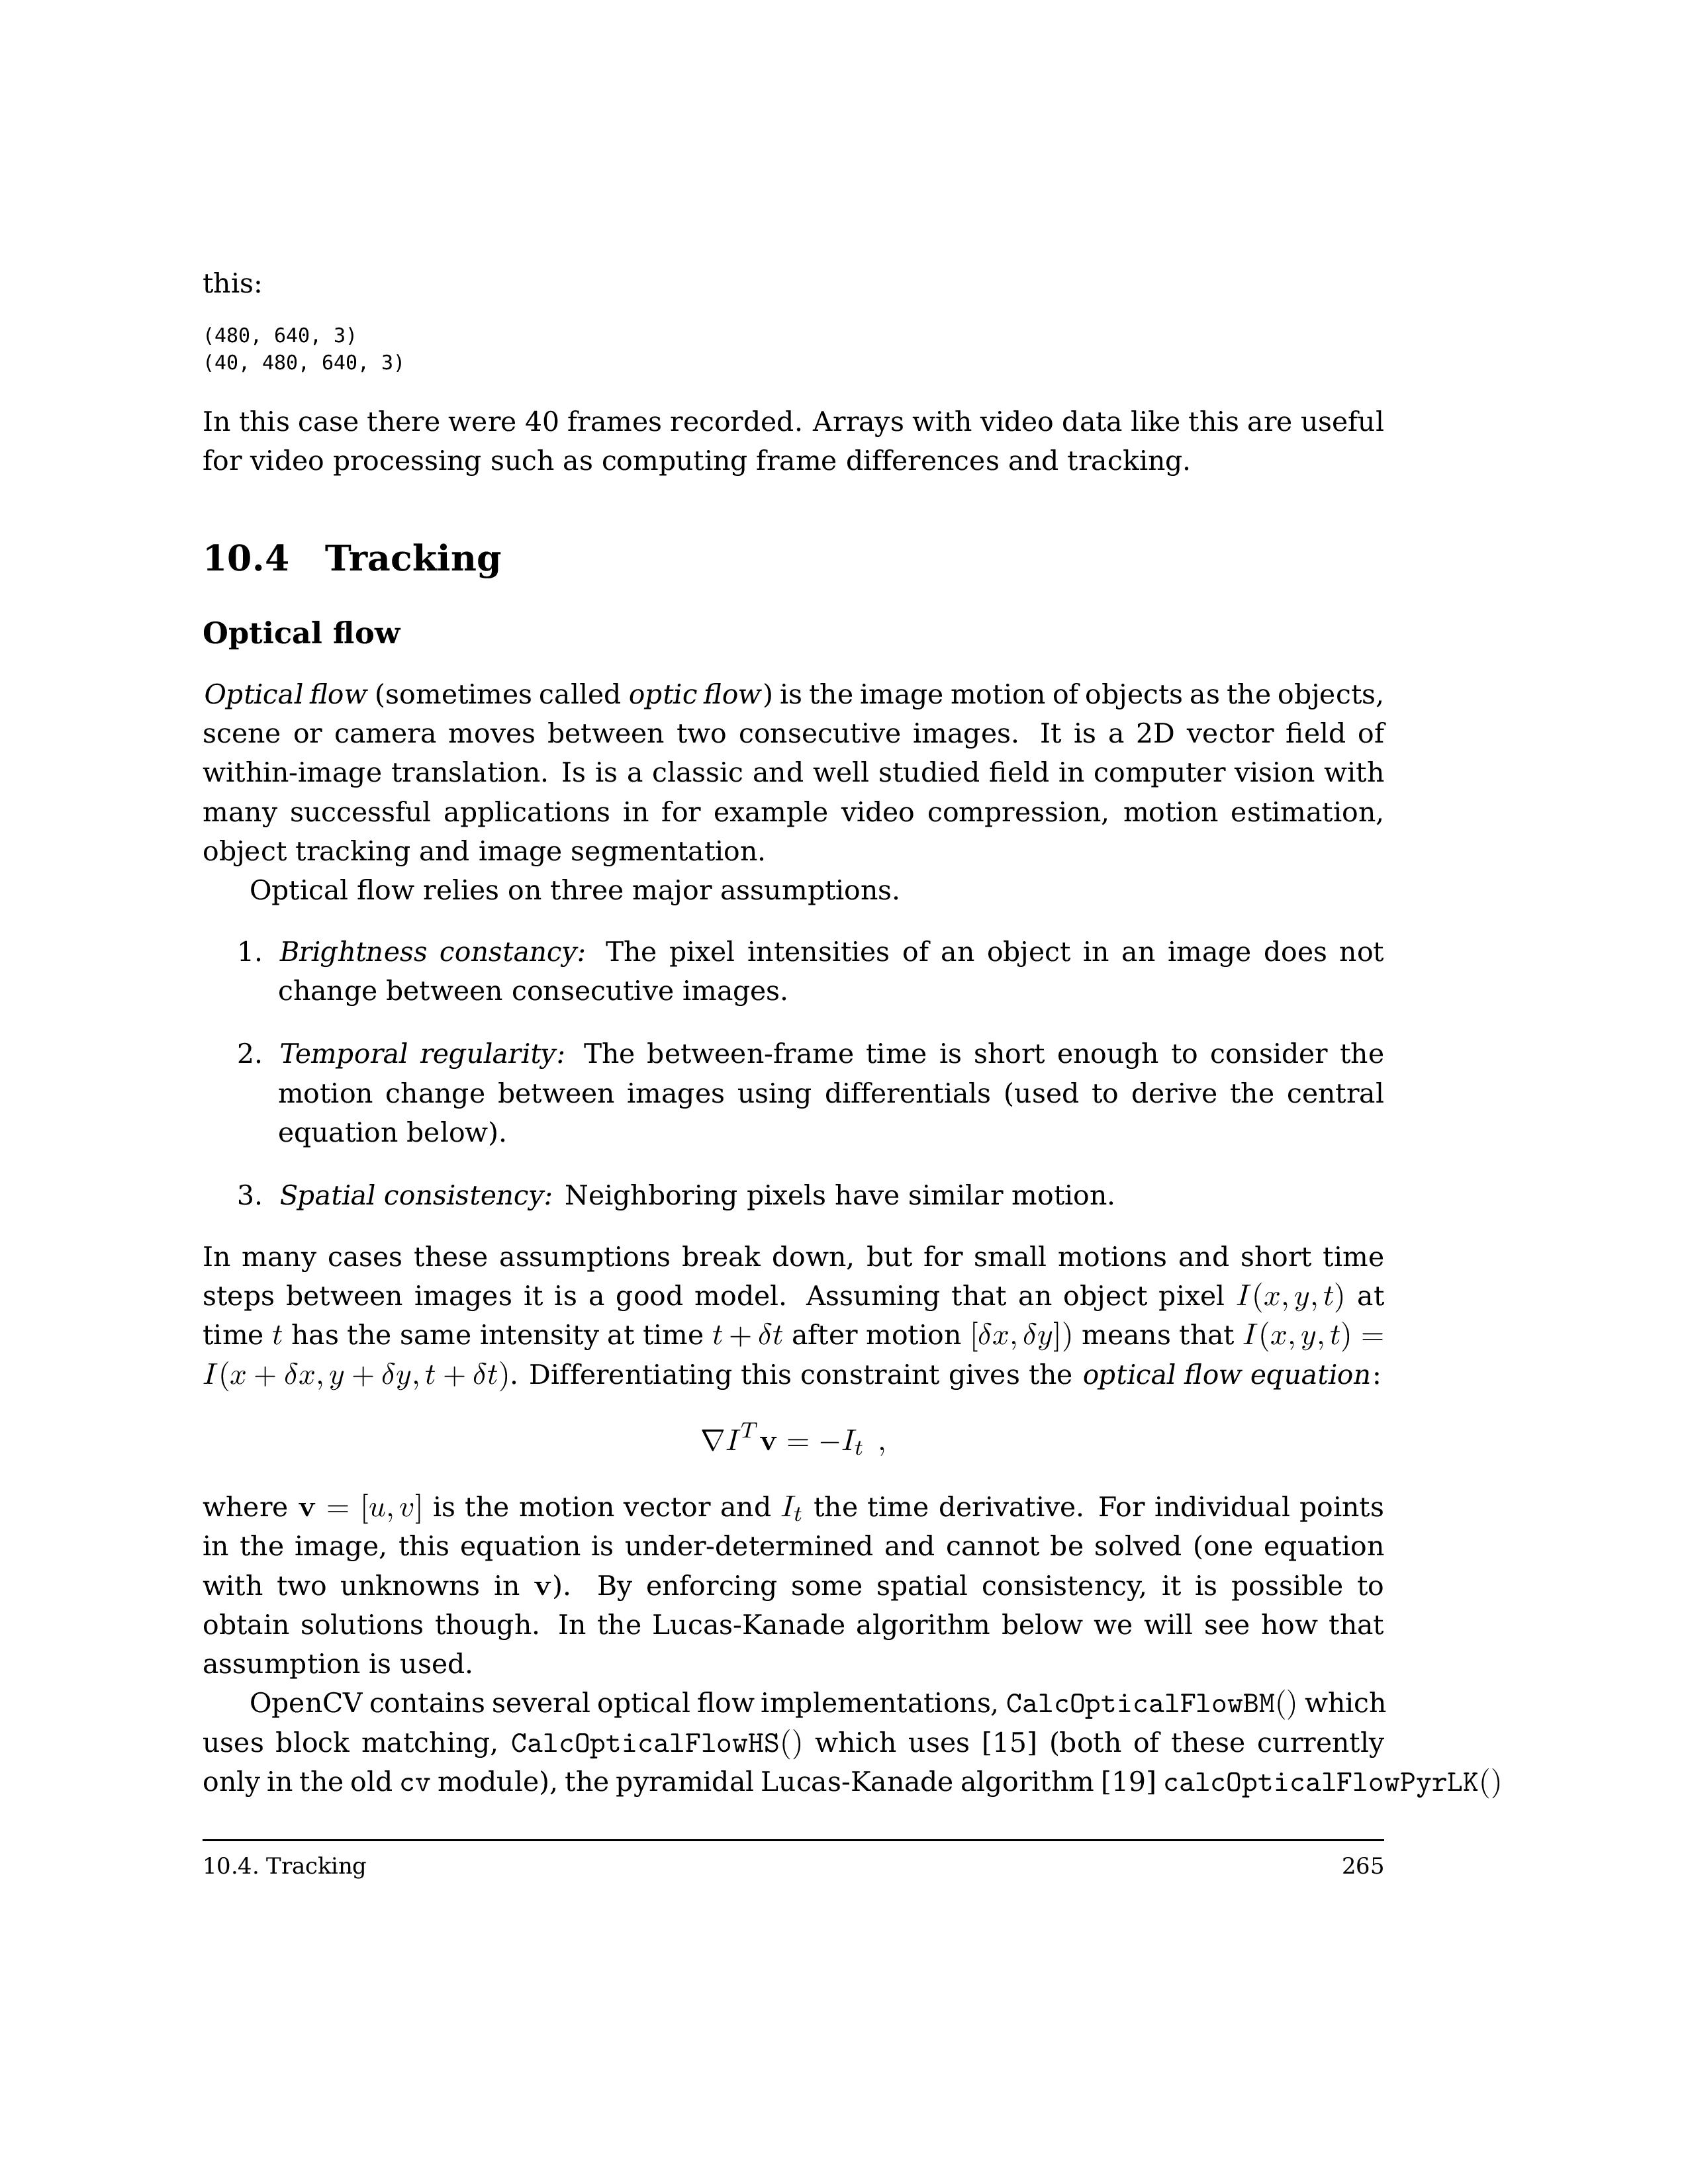 this:
(480, 640, 3)
(40, 480, 640, 3)
In this case there were 40 frames recorded. Arrays with video data like this are useful
for video processing such as computing frame differences and tracking.
10.4 Tracking
Optical flow
Optical flow (sometimes called optic flow) is the image motion of objects as the objects,
scene or camera moves between two consecutive images. It is a 2D vector field of
within-image translation. Is is a classic and well studied field in computer vision with
many successful applications in for example video compression, motion estimation,
object tracking and image segmentation.
Optical flow relies on three major assumptions.
1. Brightness constancy: The pixel intensities of an object in an image does not
change between consecutive images.
2. Temporal regularity: The between-frame time is short enough to consider the
motion change between images using differentials (used to derive the central
equation below).
3. Spatial consistency: Neighboring pixels have similar motion.
In many cases these assumptions break down, but for small motions and short time
steps between images it is a good model. Assuming that an object pixel I(x, y, t) at
time t has the same intensity at time t + δt after motion [δx, δy]) means that I(x, y, t) =
I(x + δx, y + δy, t + δt). Differentiating this constraint gives the optical flow equation:
∇I^T v = −I_t ,
where v = [u, v] is the motion vector and I_t the time derivative. For individual points
in the image, this equation is under-determined and cannot be solved (one equation
with two unknowns in v). By enforcing some spatial consistency, it is possible to
obtain solutions though. In the Lucas-Kanade algorithm below we will see how that
assumption is used.
OpenCV contains several optical flow implementations, CalcOpticalFlowBM() which
uses block matching, CalcOpticalFlowHS() which uses [15] (both of these currently
only in the old cv module), the pyramidal Lucas-Kanade algorithm [19] calcOpticalFlowPyrLK()
10.4. Tracking 265